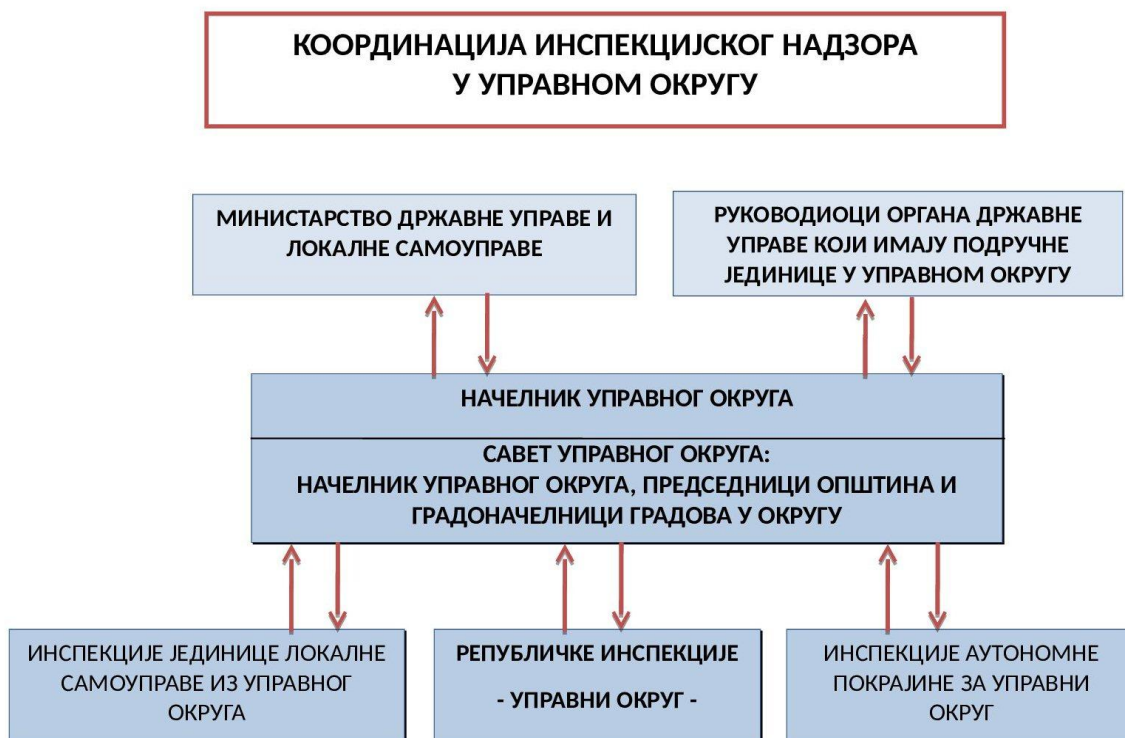 КООРДИНАЦИЈА ИНСПЕКЦИЈСКОГ НАДЗОРА
У УПРАВНОМ ОКРУГУ
МИНИСТАРСТВО ДРЖАВНЕ УПРАВЕ И
ЛОКАЛНЕ САМОУПРАВЕ
РУКОВОДИОЦИ ОРГАНА ДРЖАВНЕ
УПРАВЕ КОЈИ ИМАЈУ ПОДРУЧНЕ
ЈЕДИНИЦЕ У УПРАВНОМ ОКРУГУ
НАЧЕЛНИК УПРАВНОГ ОКРУГА
САВЕТ УПРАВНОГ ОКРУГА:
НАЧЕЛНИК УПРАВНОГ ОКРУГА, ПРЕДСЕДНИЦИ ОПШТИНА И
ГРАДОНАЧЕЛНИЦИ ГРАДОВА У ОКРУГУ
ИНСПЕКЦИЈЕ ЈЕДИНИЦЕ ЛОКАЛНЕ
САМОУПРАВЕ ИЗ УПРАВНОГ
ОКРУГА
РЕПУБЛИЧКЕ ИНСПЕКЦИЈЕ
- УПРАВНИ ОКРУГ -
ИНСПЕКЦИЈЕ АУТОНОМНЕ
ПОКРАЈИНЕ ЗА УПРАВНИ
ОКРУГ